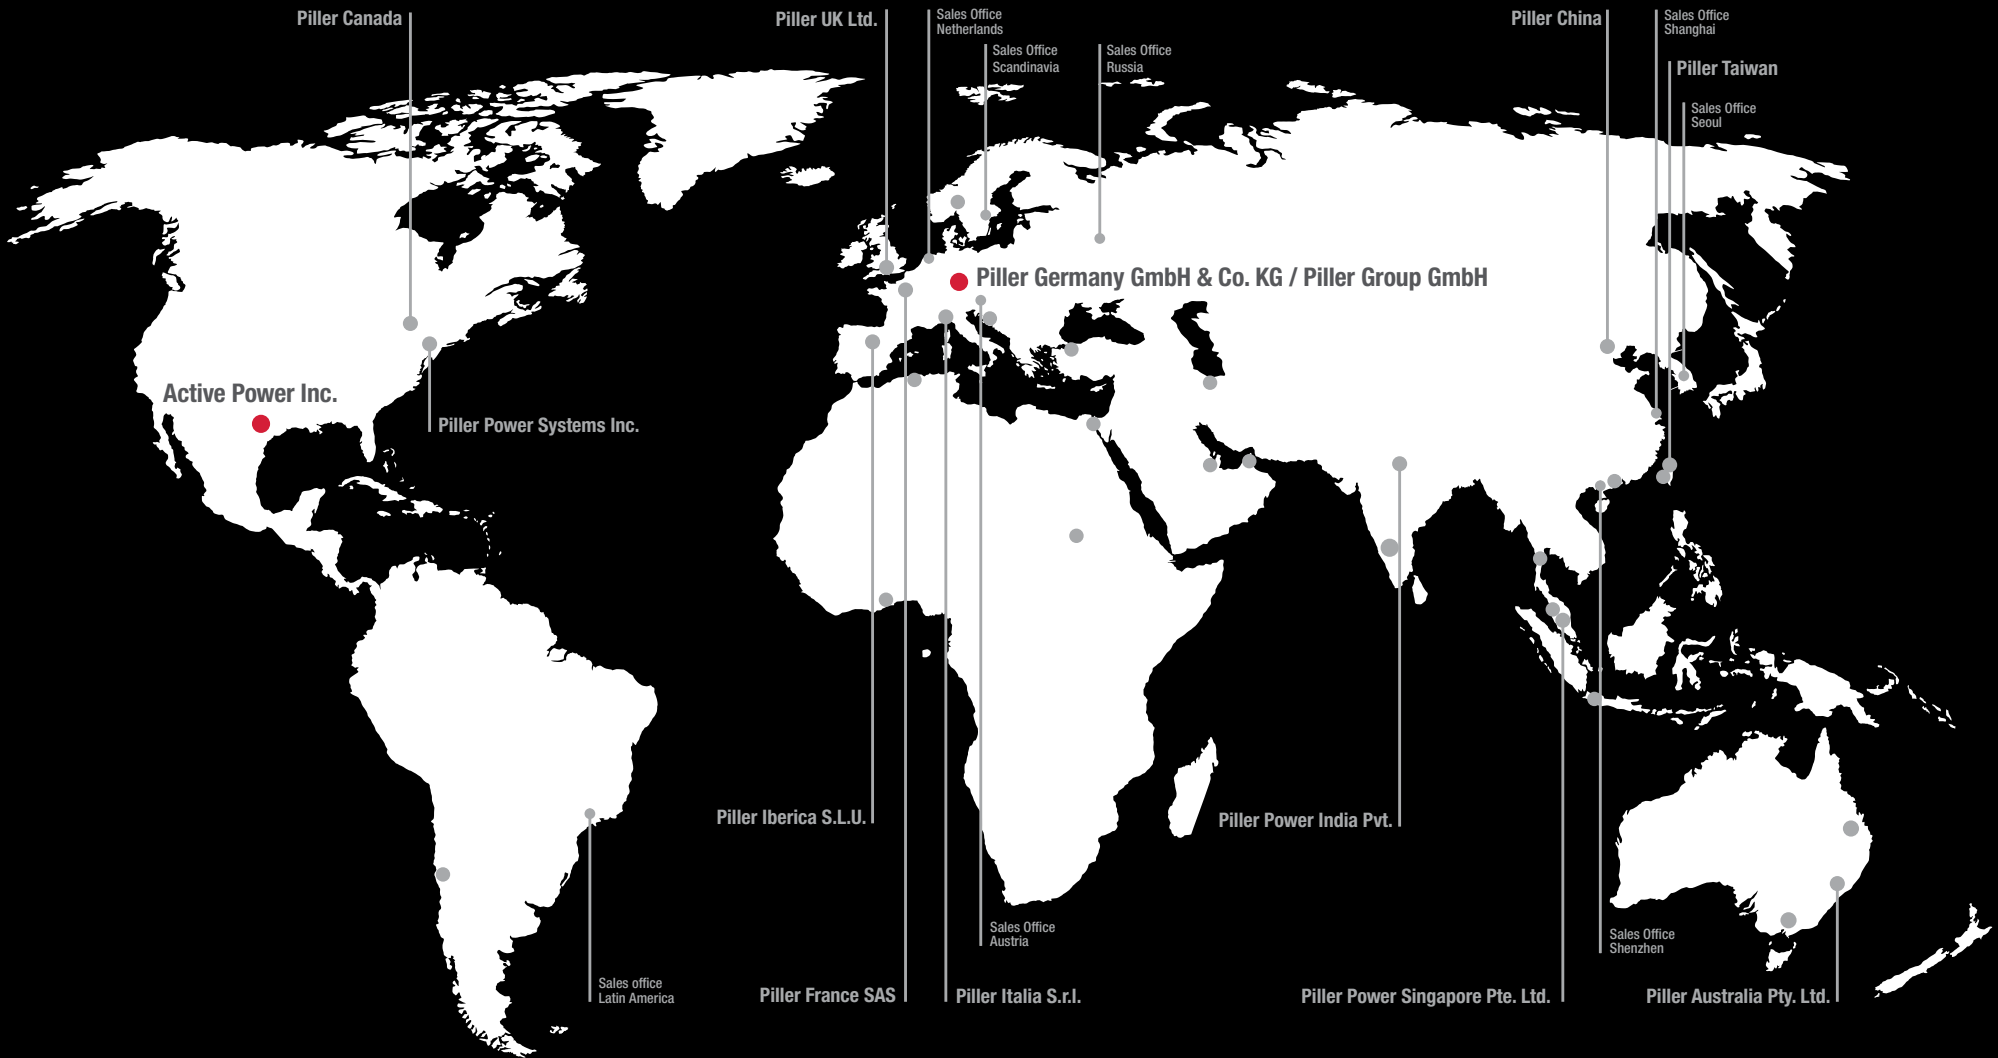 Piller Canada
Piller UK Ltd.
Sales Office
Netherlands
Sales Office
Scandinavia
Sales Office
Russia
Piller China
Sales Office
Shanghai
Piller Taiwan
Sales Office
Seoul
Piller Germany GmbH & Co. KG / Piller Group GmbH
Active Power Inc.
Piller Power Systems Inc.
Piller Iberica S.L.U.
Piller Power India Pvt.
Sales Office
Austria
Sales Office
Shenzhen
Sales office
Latin America
Piller France SAS
Piller Italia S.r.l.
Piller Power Singapore Pte. Ltd.
Piller Australia Pty. Ltd.